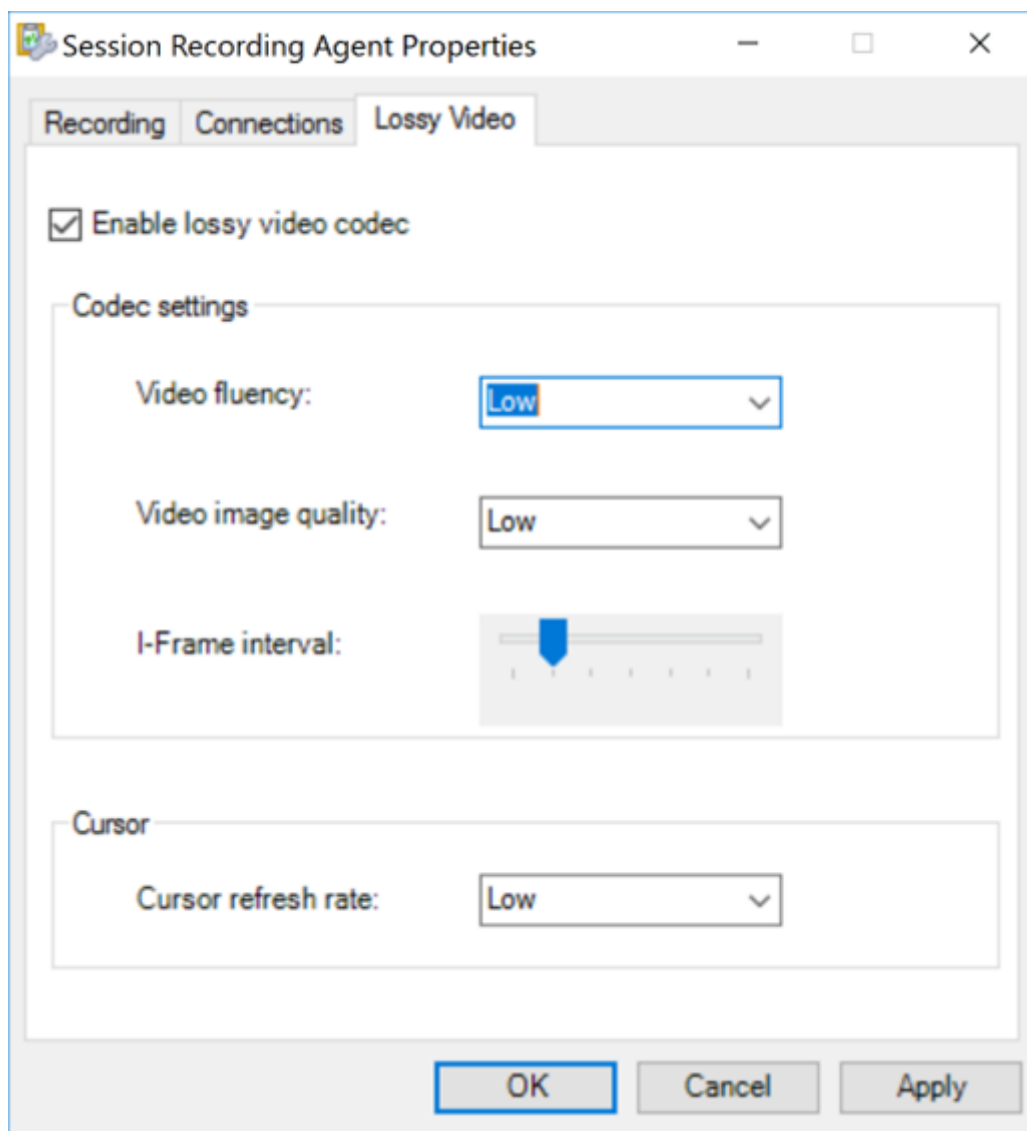 Session Recording Agent Properties
Recording Connections Lossy Video
Enable lossy video codec
Codec settings
Video fluency: Low
Video image quality: Low
I-Frame interval:
Cursor
Cursor refresh rate: Low
OK Cancel Apply